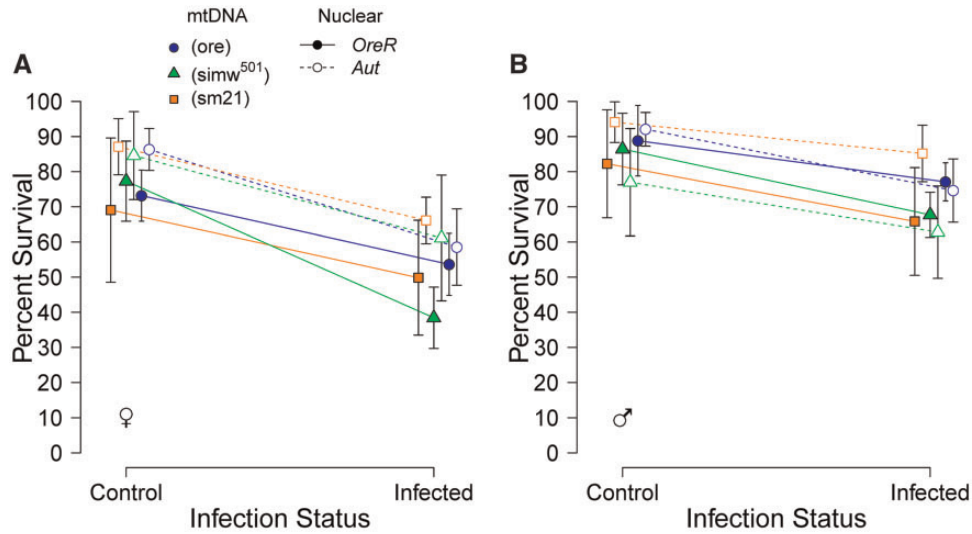 mtDNA Nuclear
(ore) OreR
(simw⁵⁰¹) Aut
(sm21)
A
100
90
80
70
60
50
40
30
20
10
0
Percent Survival
♀
Control Infected
Infection Status
B
100
90
80
70
60
50
40
30
20
10
0
Percent Survival
♂
Control Infected
Infection Status